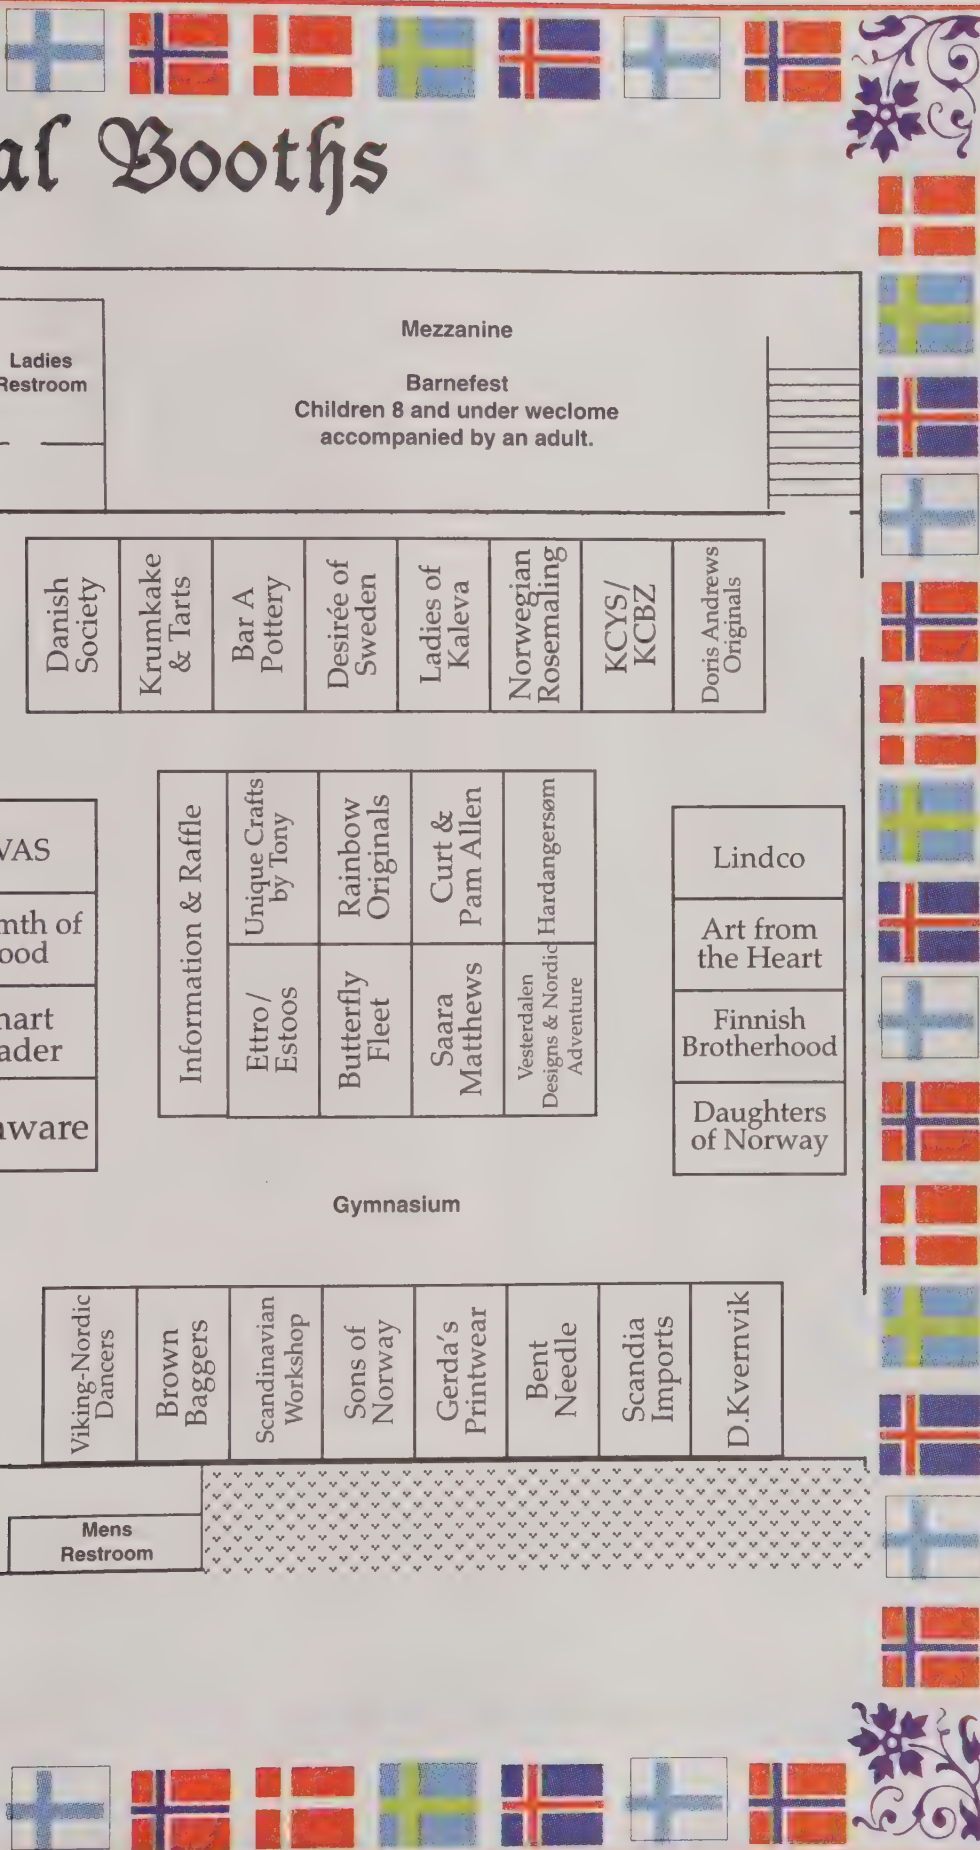 al Booths
Ladies
Restroom
Mezzanine
Barnefest
Children 8 and under weclome
accompanied by an adult.
Danish
Society
Krumkake
& Tarts
Bar A
Pottery
Desirée of
Sweden
Ladies of
Kaleva
Norwegian
Rosemaling
KCYS/
KCBZ
Doris Andrews
Originals
VAS
mth of
ood
hart
ader
nware
Information & Raffle
Unique Crafts
by Tony
Rainbow
Originals
Curt &
Pam Allen
Hardangersøm
Ettro/
Estoos
Butterfly
Fleet
Saara
Matthews
Vesterdalen
Designs & Nordic
Adventure
Lindco
Art from
the Heart
Finnish
Brotherhood
Daughters
of Norway
Gymnasium
Viking-Nordic
Dancers
Brown
Baggers
Scandinavian
Workshop
Sons of
Norway
Gerda's
Printwear
Bent
Needle
Scandia
Imports
D.Kvernvik
Mens
Restroom